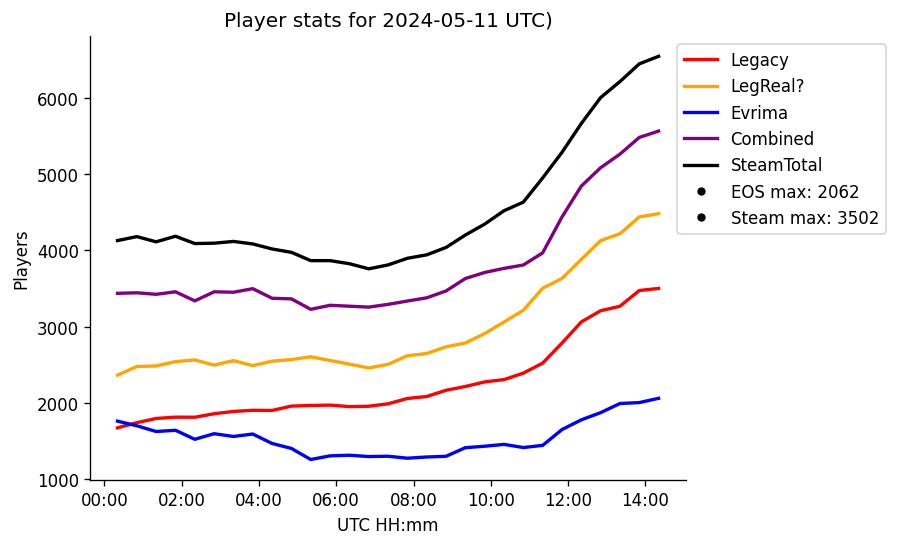 Player stats for 2024-05-11 UTC)
Legacy
LegReal?
Evrima
Combined
SteamTotal
EOS max: 2062
Steam max: 3502
Players
6000
5000
4000
3000
2000
1000
00:00 02:00 04:00 06:00 08:00 10:00 12:00 14:00
UTC HH:mm